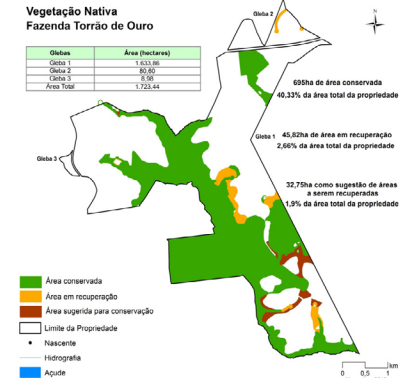 Vegetação Nativa
Fazenda Torrão de Ouro
Glebas Área (hectares)
Gleba 1 1.633,86
Gleba 2 80,60
Gleba 3 8,98
Área Total 1.723,44
Gleba 2
N
695ha de área conservada
40,33% da área total da propriedade
Gleba 1
45,82ha de área em recuperação
2,66% da área total da propriedade
Gleba 3
32,75ha como sugestão de áreas
a serem recuperadas
1,9% da área total da propriedade
Área conservada
Área em recuperação
Área sugerida para conservação
Limite da Propriedade
Nascente
Hidrografia
Açude
0 0,5 1
km